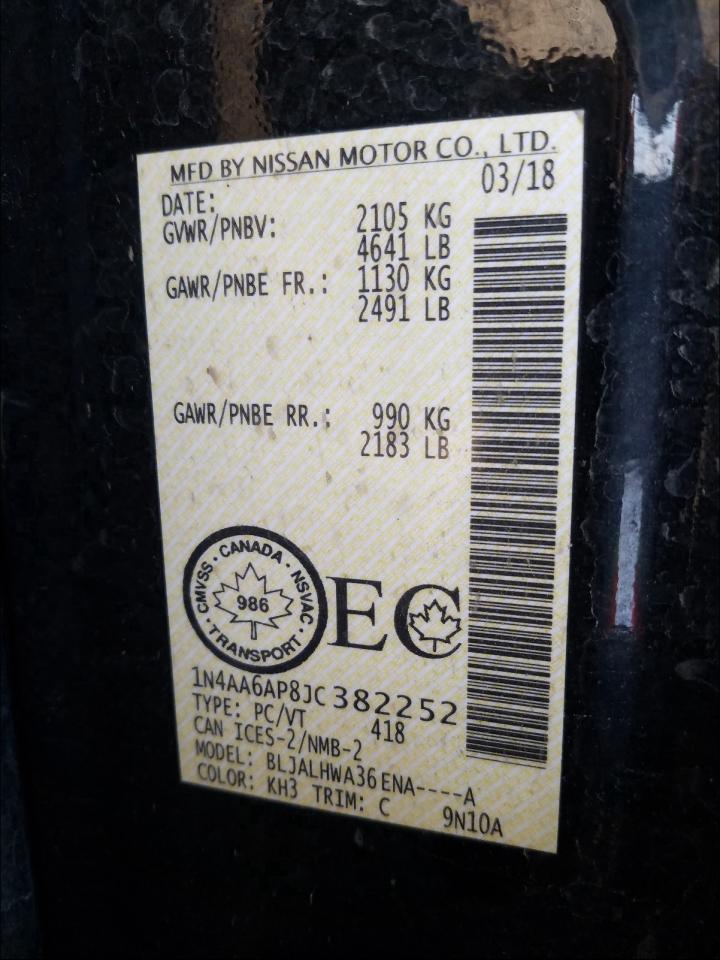 MFD BY NISSAN MOTOR CO., LTD.
DATE: 03/18
GVWR/PNBV: 2105 KG
4641 LB
GAWR/PNBE FR.: 1130 KG
2491 LB
GAWR/PNBE RR.: 990 KG
2183 LB
CMVSS · CANADA · NSVAC · TRANSPORT ·
986
EC
1N4AA6AP8JC382252
TYPE: PC/VT 418
CAN ICES-2/NMB-2
MODEL: BLJALHWA36ENA----A
COLOR: KH3 TRIM: C 9N10A